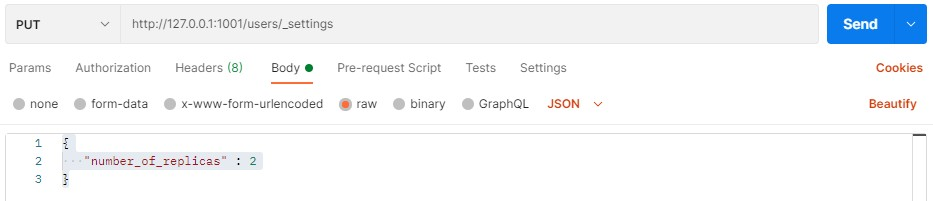 PUT http://127.0.0.1:1001/users/_settings Send
Params Authorization Headers (8) Body Pre-request Script Tests Settings Cookies
none form-data x-www-form-urlencoded raw binary GraphQL JSON Beautify
1 {
2 "number_of_replicas" : 2
3 }